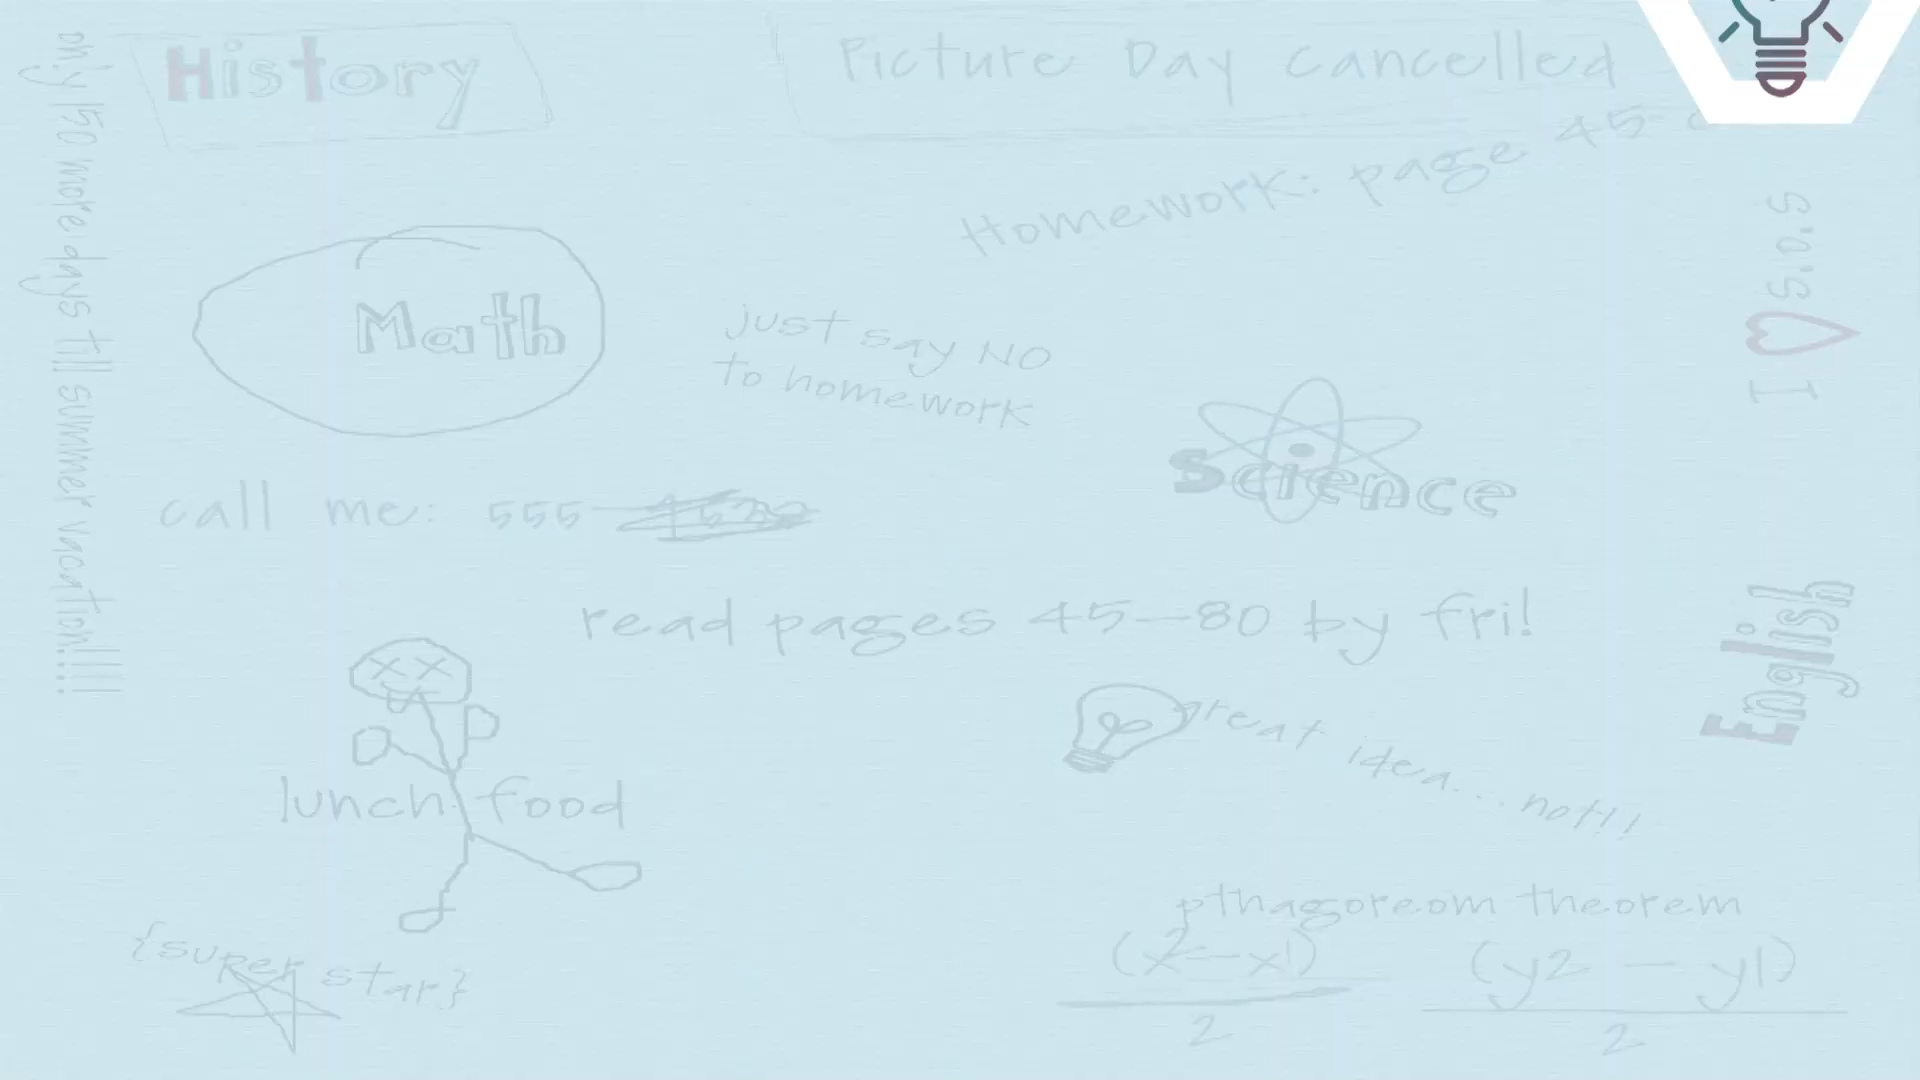 History
Picture Day Cancelled
Homework: page 45-
only 150 more days till summer vacation!!!!!
I ♡ S.O.S
Math
just say NO
to homework
Science
call me: 555-
read pages 45-80 by fri!
English
great idea... not!!
lunch food
{super star}
pthagoreom theorem
(x2-x1) (y2 - y1)
2 2